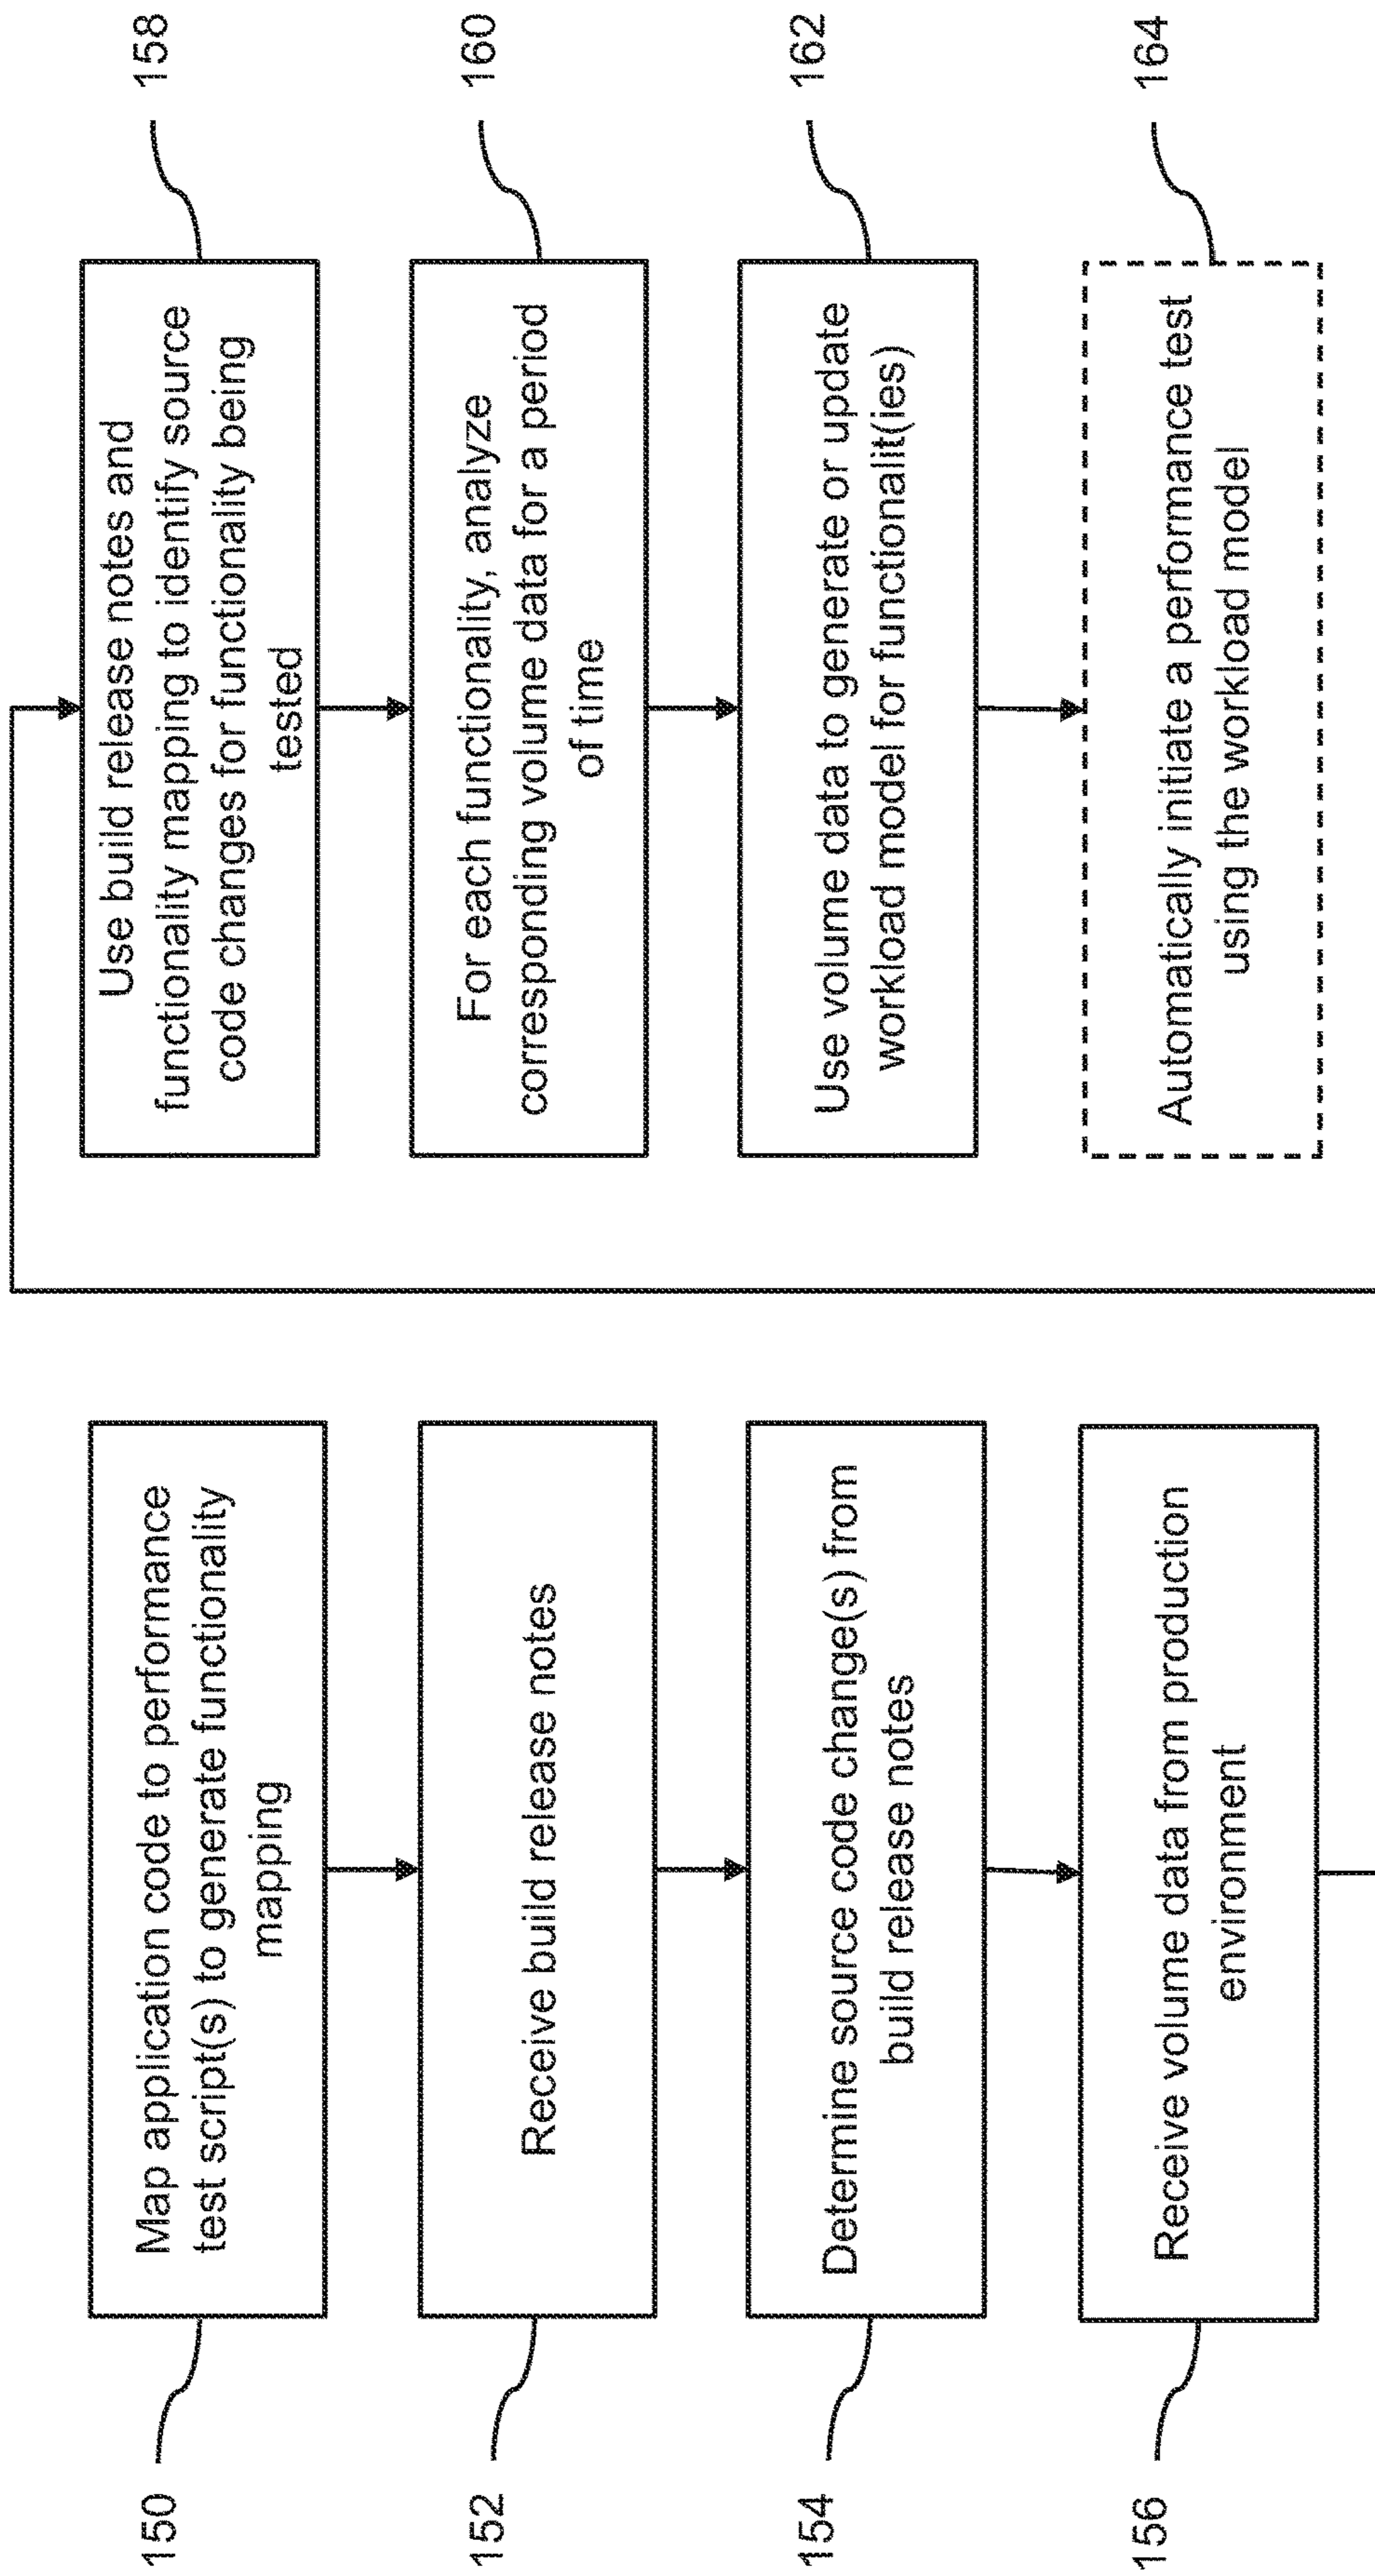 150
Map application code to performance
test script(s) to generate functionality
mapping
152
Receive build release notes
154
Determine source code change(s) from
build release notes
156
Receive volume data from production
environment
158
Use build release notes and
functionality mapping to identify source
code changes for functionality being
tested
160
For each functionality, analyze
corresponding volume data for a period
of time
162
Use volume data to generate or update
workload model for functionalit(ies)
164
Automatically initiate a performance test
using the workload model